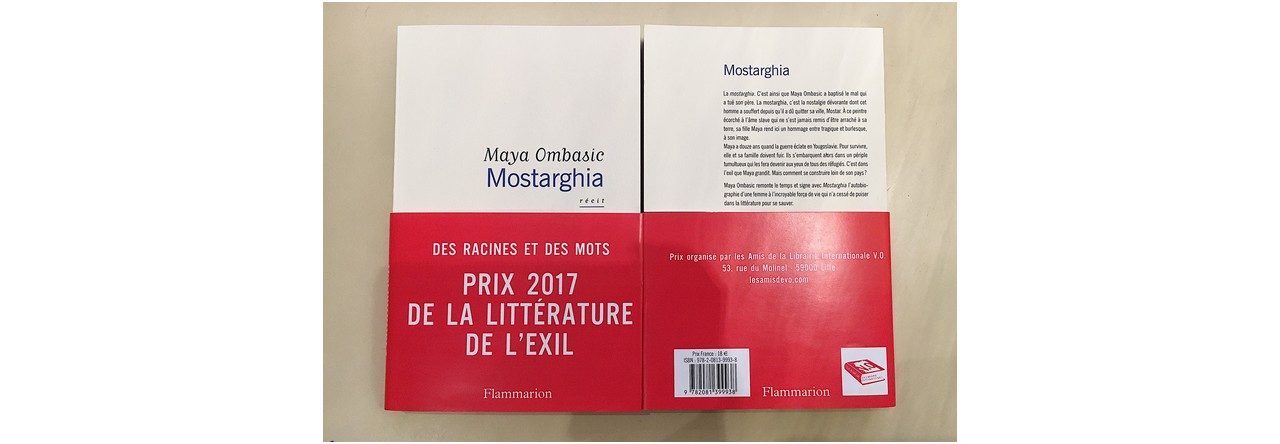 Maya Ombasic
Mostarghia
récit
DES RACINES ET DES MOTS
PRIX 2017
DE LA LITTÉRATURE
DE L'EXIL
Flammarion
Mostarghia
La mostarghia. C'est ainsi que Maya Ombasic a baptisé le mal qui
a tué son père. La mostarghia, c'est la nostalgie dévorante dont cet
homme a souffert depuis qu'il a dû quitter sa ville, Mostar. À ce peintre
écorché à l'âme slave qui ne s'est jamais remis d'être arraché à sa
terre, sa fille Maya rend ici un hommage entre tragique et burlesque,
à son image.
Maya a douze ans quand la guerre éclate en Yougoslavie. Pour survivre,
elle et sa famille doivent fuir. Ils s'embarquent alors dans un périple
tumultueux qui les fera devenir aux yeux de tous des réfugiés. C'est dans
l'exil que Maya grandit. Mais comment se construire loin de son pays ?
Maya Ombasic remonte le temps et signe avec Mostarghia l'autobio-
graphie d'une femme à l'incroyable force de vie qui n'a cessé de puiser
dans la littérature pour se sauver.
Prix organisé par les Amis de la Librairie Internationale V.O.
53, rue du Molinel 59000 Lille
lesamisdevo.com
Prix France : 18 €
ISBN : 978-2-0813-9993-8
9 782081 399938
Flammarion